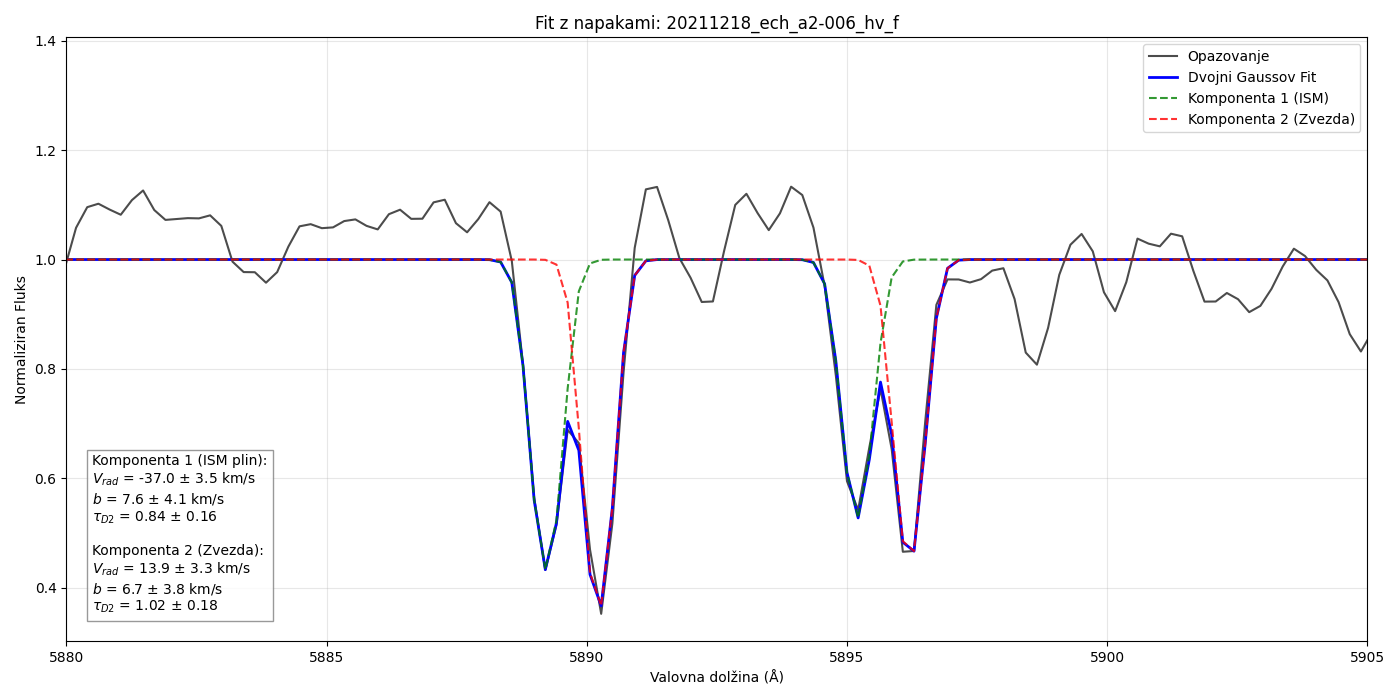 Fit z napakami: 20211218_ech_a2-006_hv_f
1.4
1.2
1.0
0.8
0.6
0.4
Normaliziran Fluks
Opazovanje
Dvojni Gaussov Fit
Komponenta 1 (ISM)
Komponenta 2 (Zvezda)
Komponenta 1 (ISM plin):
V_rad = -37.0 ± 3.5 km/s
b = 7.6 ± 4.1 km/s
τ_D2 = 0.84 ± 0.16
Komponenta 2 (Zvezda):
V_rad = 13.9 ± 3.3 km/s
b = 6.7 ± 3.8 km/s
τ_D2 = 1.02 ± 0.18
5880 5885 5890 5895 5900 5905
Valovna dolžina (Å)